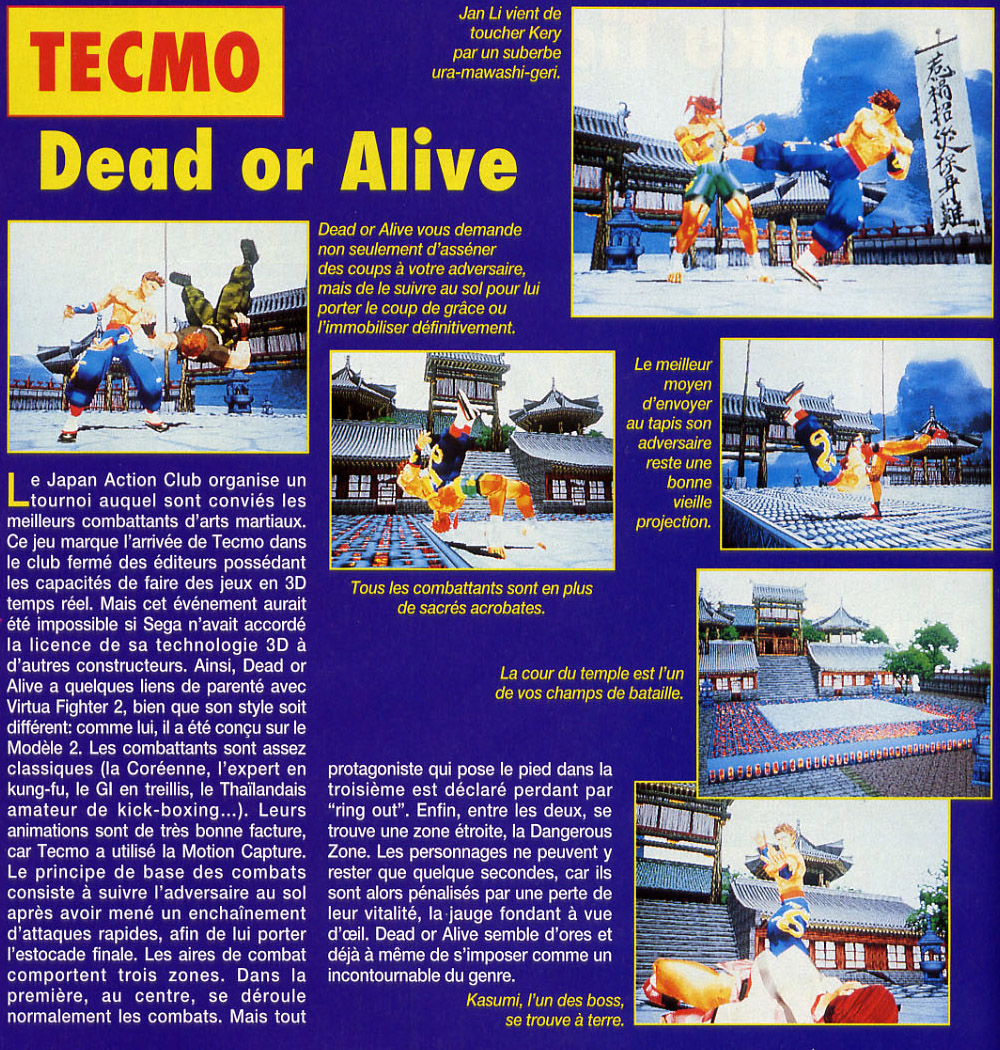 TECMO
Dead or Alive
Jan Li vient de
toucher Kery
par un suberbe
ura-mawashi-geri.
Dead or Alive vous demande
non seulement d'asséner
des coups à votre adversaire,
mais de le suivre au sol pour lui
porter le coup de grâce ou
l'immobiliser définitivement.
Le meilleur
moyen
d'envoyer
au tapis son
adversaire
reste une
bonne
vieille
projection.
Tous les combattants sont en plus
de sacrés acrobates.
La cour du temple est l'un
de vos champs de bataille.
Le Japan Action Club organise un
tournoi auquel sont conviés les
meilleurs combattants d'arts martiaux.
Ce jeu marque l'arrivée de Tecmo dans
le club fermé des éditeurs possédant
les capacités de faire des jeux en 3D
temps réel. Mais cet événement aurait
été impossible si Sega n'avait accordé
la licence de sa technologie 3D à
d'autres constructeurs. Ainsi, Dead or
Alive a quelques liens de parenté avec
Virtua Fighter 2, bien que son style soit
différent: comme lui, il a été conçu sur le
Modèle 2. Les combattants sont assez
classiques (la Coréenne, l'expert en
kung-fu, le GI en treillis, le Thaïlandais
amateur de kick-boxing...). Leurs
animations sont de très bonne facture,
car Tecmo a utilisé la Motion Capture.
Le principe de base des combats
consiste à suivre l'adversaire au sol
après avoir mené un enchaînement
d'attaques rapides, afin de lui porter
l'estocade finale. Les aires de combat
comportent trois zones. Dans la
première, au centre, se déroule
normalement les combats. Mais tout
protagoniste qui pose le pied dans la
troisième est déclaré perdant par
“ring out”. Enfin, entre les deux, se
trouve une zone étroite, la Dangerous
Zone. Les personnages ne peuvent y
rester que quelque secondes, car ils
sont alors pénalisés par une perte de
leur vitalité, la jauge fondant à vue
d'œil. Dead or Alive semble d'ores et
déjà à même de s'imposer comme un
incontournable du genre.
Kasumi, l'un des boss,
se trouve à terre.